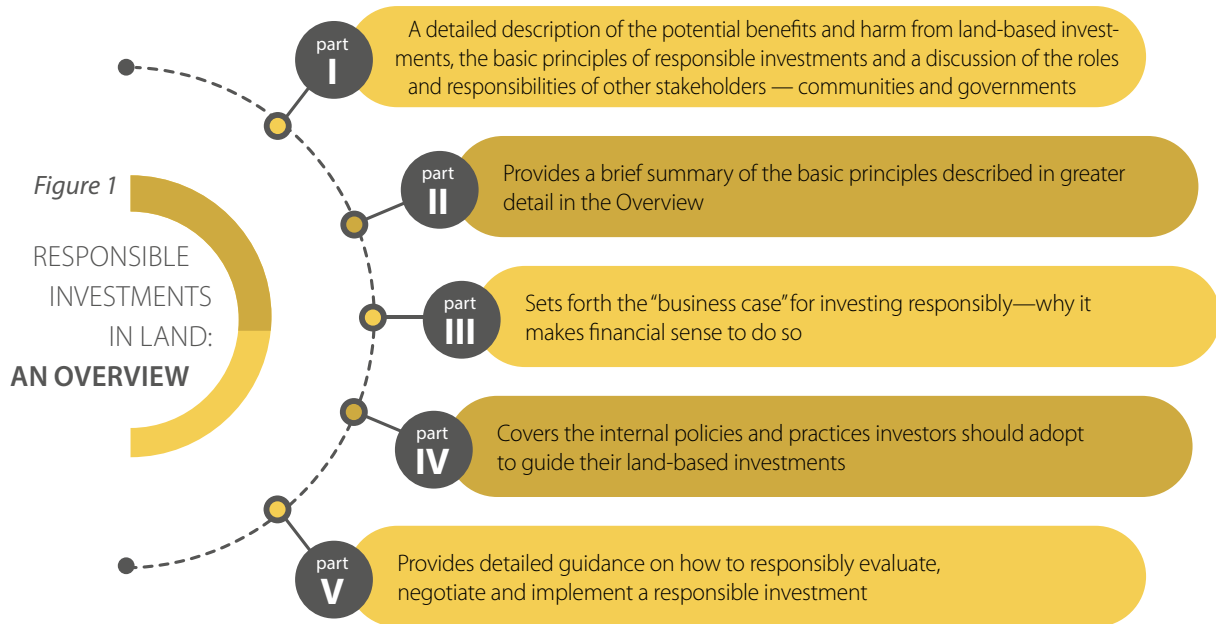 Figure 1
RESPONSIBLE
INVESTMENTS
IN LAND:
AN OVERVIEW
part
I
A detailed description of the potential benefits and harm from land-based invest-
ments, the basic principles of responsible investments and a discussion of the roles
and responsibilities of other stakeholders — communities and governments
part
II
Provides a brief summary of the basic principles described in greater
detail in the Overview
part
III
Sets forth the “business case” for investing responsibly—why it
makes financial sense to do so
part
IV
Covers the internal policies and practices investors should adopt
to guide their land-based investments
part
V
Provides detailed guidance on how to responsibly evaluate,
negotiate and implement a responsible investment